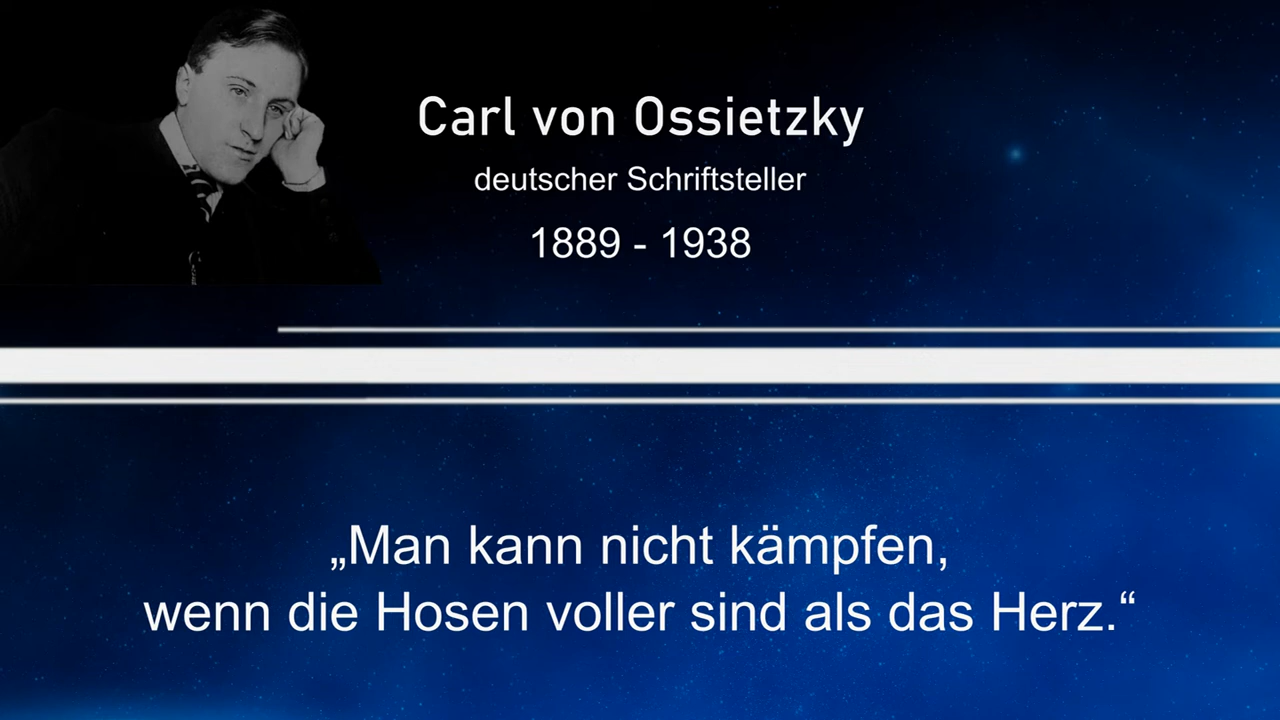 Carl von Ossietzky
deutscher Schriftsteller
1889 - 1938
„Man kann nicht kämpfen,
wenn die Hosen voller sind als das Herz.“